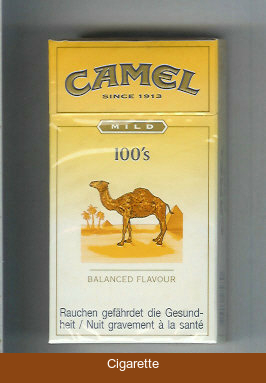 CAMEL
SINCE 1913
MILD
100's
BALANCED FLAVOUR
Rauchen gefährdet die Gesund-
heit / Nuit gravement à la santé
Cigarette